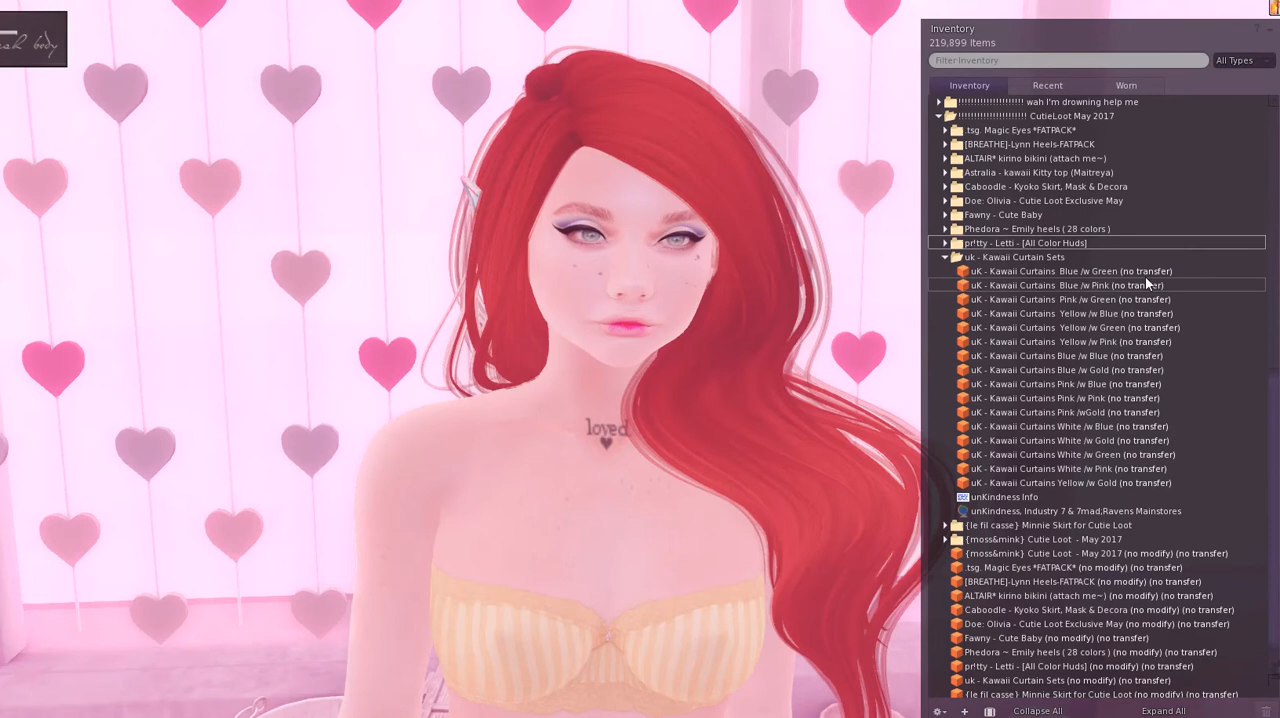 esh body
loved
Inventory
219,899 Items
Filter Inventory
All Types
Inventory Recent Worn
!!!!!!!!!!!!!!!!!!!!!! wah I'm drowning help me
!!!!!!!!!!!!!!!!!!!!!!! CutieLoot May 2017
.tsg. Magic Eyes *FATPACK*
[BREATHE]-Lynn Heels-FATPACK
ALTAIR* kirino bikini (attach me~)
Astralia - kawaii Kitty top (Maitreya)
Caboodle - Kyoko Skirt, Mask & Decora
Doe: Olivia - Cutie Loot Exclusive May
Fawny - Cute Baby
Phedora ~ Emily heels ( 28 colors )
pr!tty - Letti - [All Color Huds]
uk - Kawaii Curtain Sets
uK - Kawaii Curtains  Blue /w Green (no transfer)
uK - Kawaii Curtains  Blue /w Pink (no transfer)
uK - Kawaii Curtains  Pink /w Green (no transfer)
uK - Kawaii Curtains  Yellow /w Blue (no transfer)
uK - Kawaii Curtains  Yellow /w Green (no transfer)
uK - Kawaii Curtains  Yellow /w Pink (no transfer)
uK - Kawaii Curtains Blue /w Blue (no transfer)
uK - Kawaii Curtains Blue /w Gold (no transfer)
uK - Kawaii Curtains Pink /w Blue (no transfer)
uK - Kawaii Curtains Pink /w Pink (no transfer)
uK - Kawaii Curtains Pink /wGold (no transfer)
uK - Kawaii Curtains White /w Blue (no transfer)
uK - Kawaii Curtains White /w Gold (no transfer)
uK - Kawaii Curtains White /w Green (no transfer)
uK - Kawaii Curtains White /w Pink (no transfer)
uK - Kawaii Curtains Yellow /w Gold (no transfer)
unKindness Info
unKindness, Industry 7 & 7mad;Ravens Mainstores
{le fil casse} Minnie Skirt for Cutie Loot
{moss&mink} Cutie Loot  - May 2017
{moss&mink} Cutie Loot  - May 2017 (no modify) (no transfer)
.tsg. Magic Eyes *FATPACK* (no modify) (no transfer)
[BREATHE]-Lynn Heels-FATPACK (no modify) (no transfer)
ALTAIR* kirino bikini (attach me~) (no modify) (no transfer)
Caboodle - Kyoko Skirt, Mask & Decora (no modify) (no transfer)
Doe: Olivia - Cutie Loot Exclusive May (no modify) (no transfer)
Fawny - Cute Baby (no modify) (no transfer)
Phedora ~ Emily heels ( 28 colors ) (no modify) (no transfer)
pr!tty - Letti - [All Color Huds] (no modify) (no transfer)
uk - Kawaii Curtain Sets (no modify) (no transfer)
{le fil casse} Minnie Skirt for Cutie Loot (no modify) (no transfer)
Collapse All Expand All